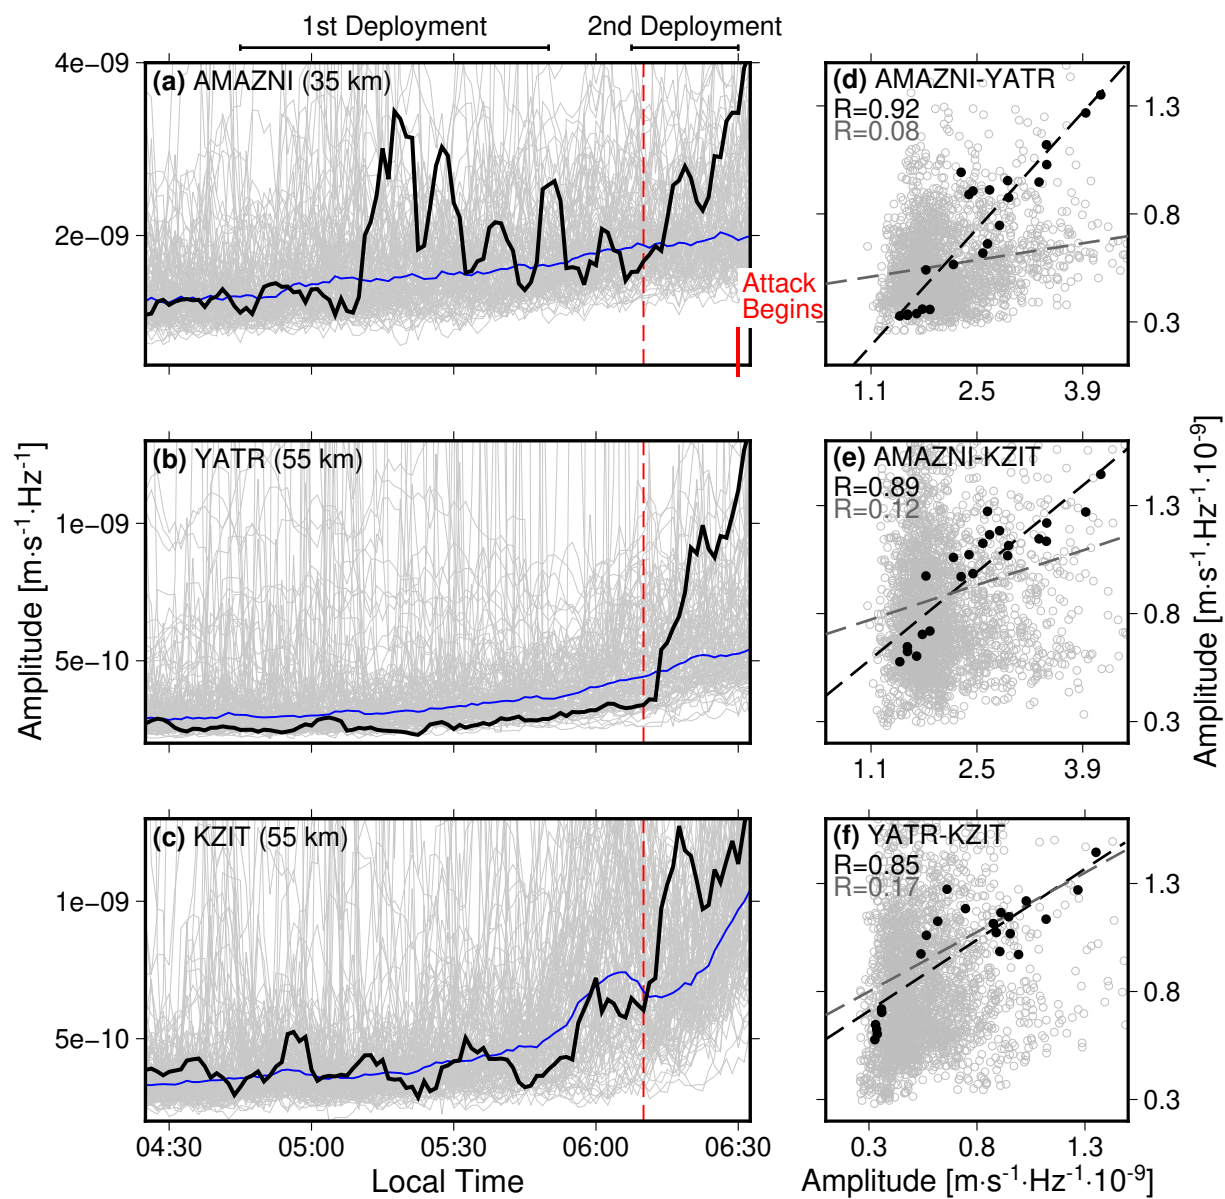 1st Deployment
2nd Deployment
4e−09
2e−09
(a) AMAZNI (35 km)
Attack
Begins
(d) AMAZNI-YATR
R=0.92
R=0.08
1.3
0.8
0.3
1.1
2.5
3.9
(b) YATR (55 km)
1e−09
5e−10
(e) AMAZNI-KZIT
R=0.89
R=0.12
1.3
0.8
0.3
1.1
2.5
3.9
Amplitude [m·s⁻¹·Hz⁻¹]
Amplitude [m·s⁻¹·Hz⁻¹·10⁻⁹]
(c) KZIT (55 km)
1e−09
5e−10
04:30
05:00
05:30
06:00
06:30
Local Time
(f) YATR-KZIT
R=0.85
R=0.17
1.3
0.8
0.3
0.3
0.8
1.3
Amplitude [m·s⁻¹·Hz⁻¹·10⁻⁹]